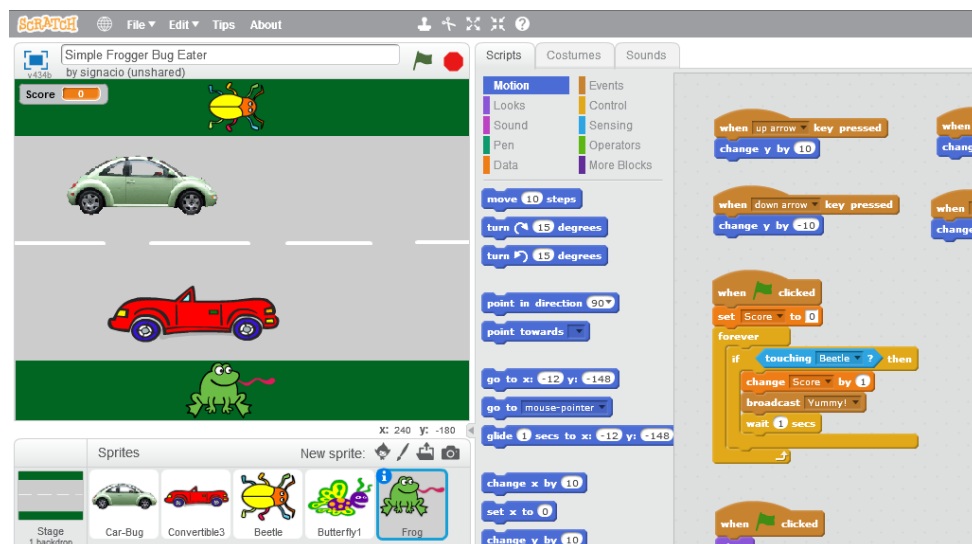 SCRATCH
File▼ Edit▼ Tips About
Simple Frogger Bug Eater
v434b
by signacio (unshared)
Score 0
X: 240 y: -180
Sprites
New sprite:
Stage
1 backdrop
Car-Bug
Convertible3
Beetle
Butterfly1
Frog
Scripts
Costumes
Sounds
Motion
Looks
Sound
Pen
Data
Events
Control
Sensing
Operators
More Blocks
move 10 steps
turn 15 degrees
turn 15 degrees
point in direction 90▼
point towards
go to x: -12 y: -148
go to mouse-pointer
glide 1 secs to x: -12 y: -148
change x by 10
set x to 0
change y by 10
when up arrow key pressed
change y by 10
when down arrow key pressed
change y by -10
when clicked
set Score to 0
forever
if touching Beetle ? then
change Score by 1
broadcast Yummy!
wait 1 secs
when clicked
when
when